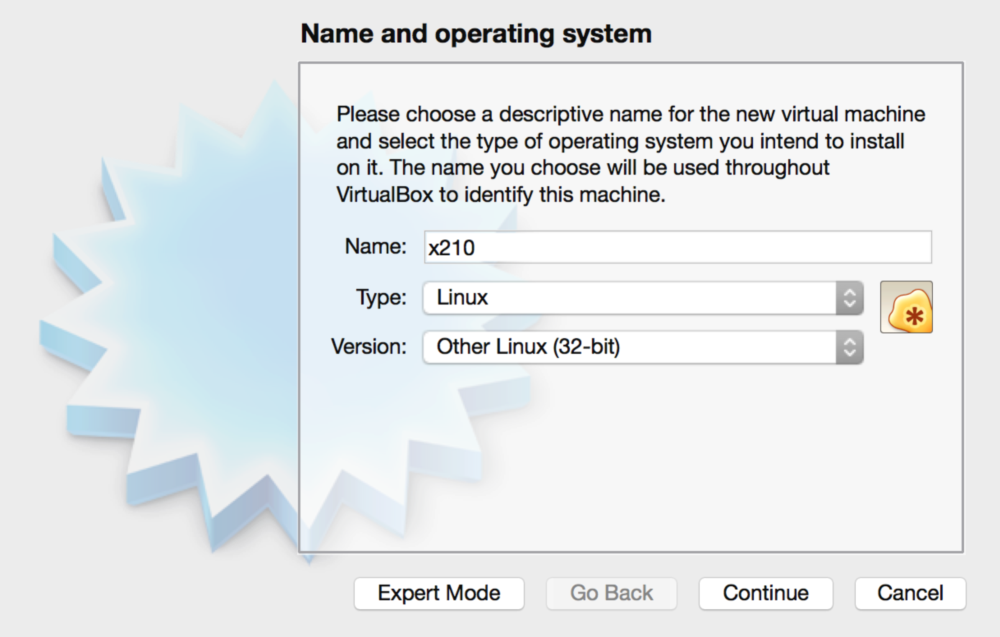 Name and operating system
Please choose a descriptive name for the new virtual machine
and select the type of operating system you intend to install
on it. The name you choose will be used throughout
VirtualBox to identify this machine.
Name: x210
Type: Linux
Version: Other Linux (32-bit)
Expert Mode Go Back Continue Cancel